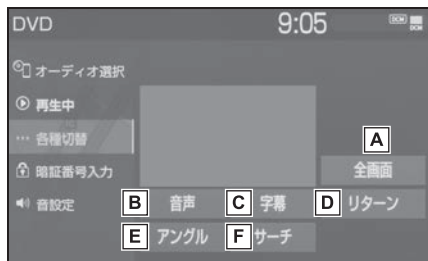 DVD 9:05 DCM DCM
オーディオ選択
再生中
… 各種切替
A
暗証番号入力 全画面
音設定 B 音声 C 字幕 D リターン
E アングル F サーチ